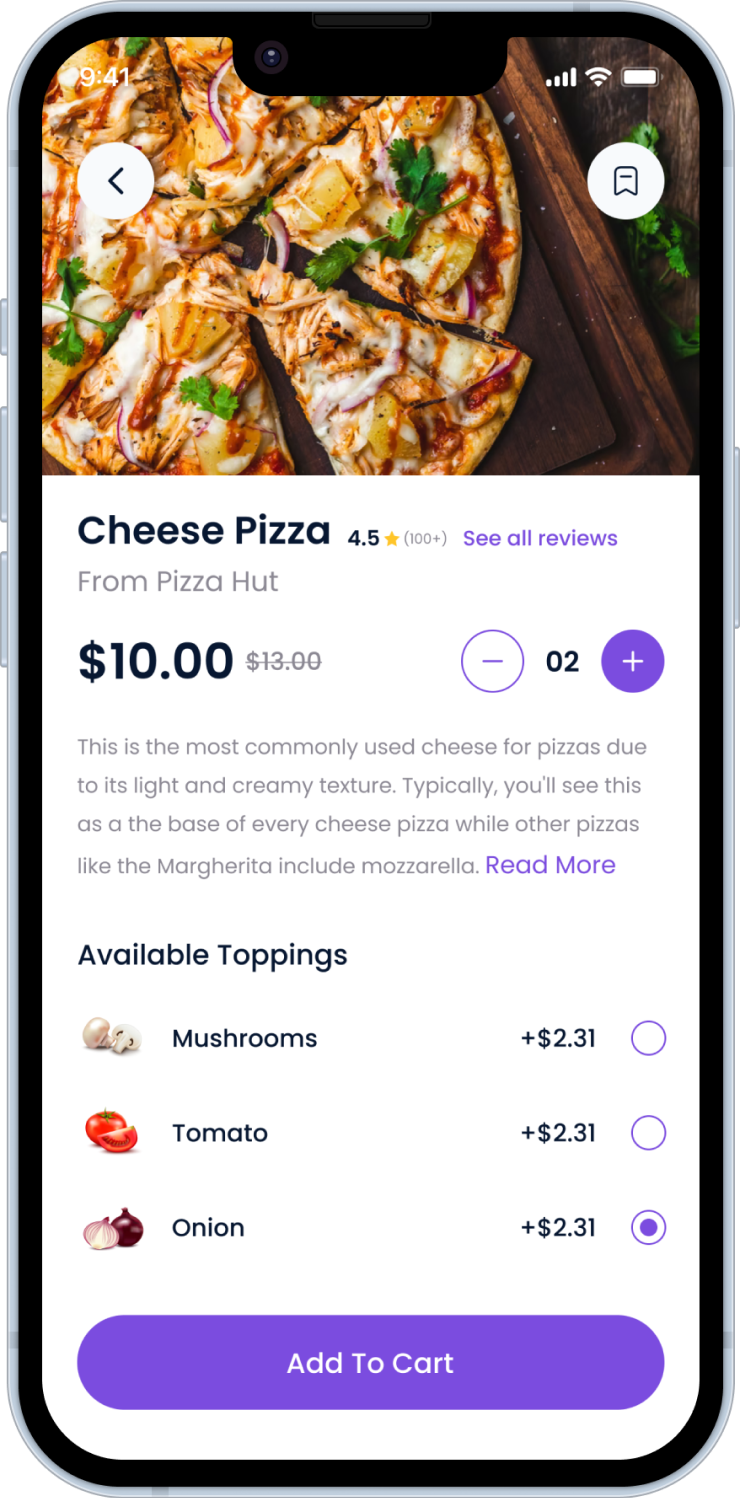 9:41
Cheese Pizza 4.5 (100+) See all reviews
From Pizza Hut
$10.00 $13.00 02
This is the most commonly used cheese for pizzas due
to its light and creamy texture. Typically, you'll see this
as a the base of every cheese pizza while other pizzas
like the Margherita include mozzarella. Read More
Available Toppings
Mushrooms +$2.31
Tomato +$2.31
Onion +$2.31
Add To Cart